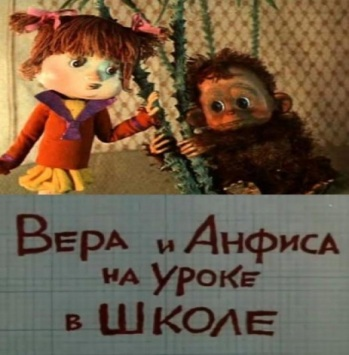 Вера и Анфиса
на уроке
в школе